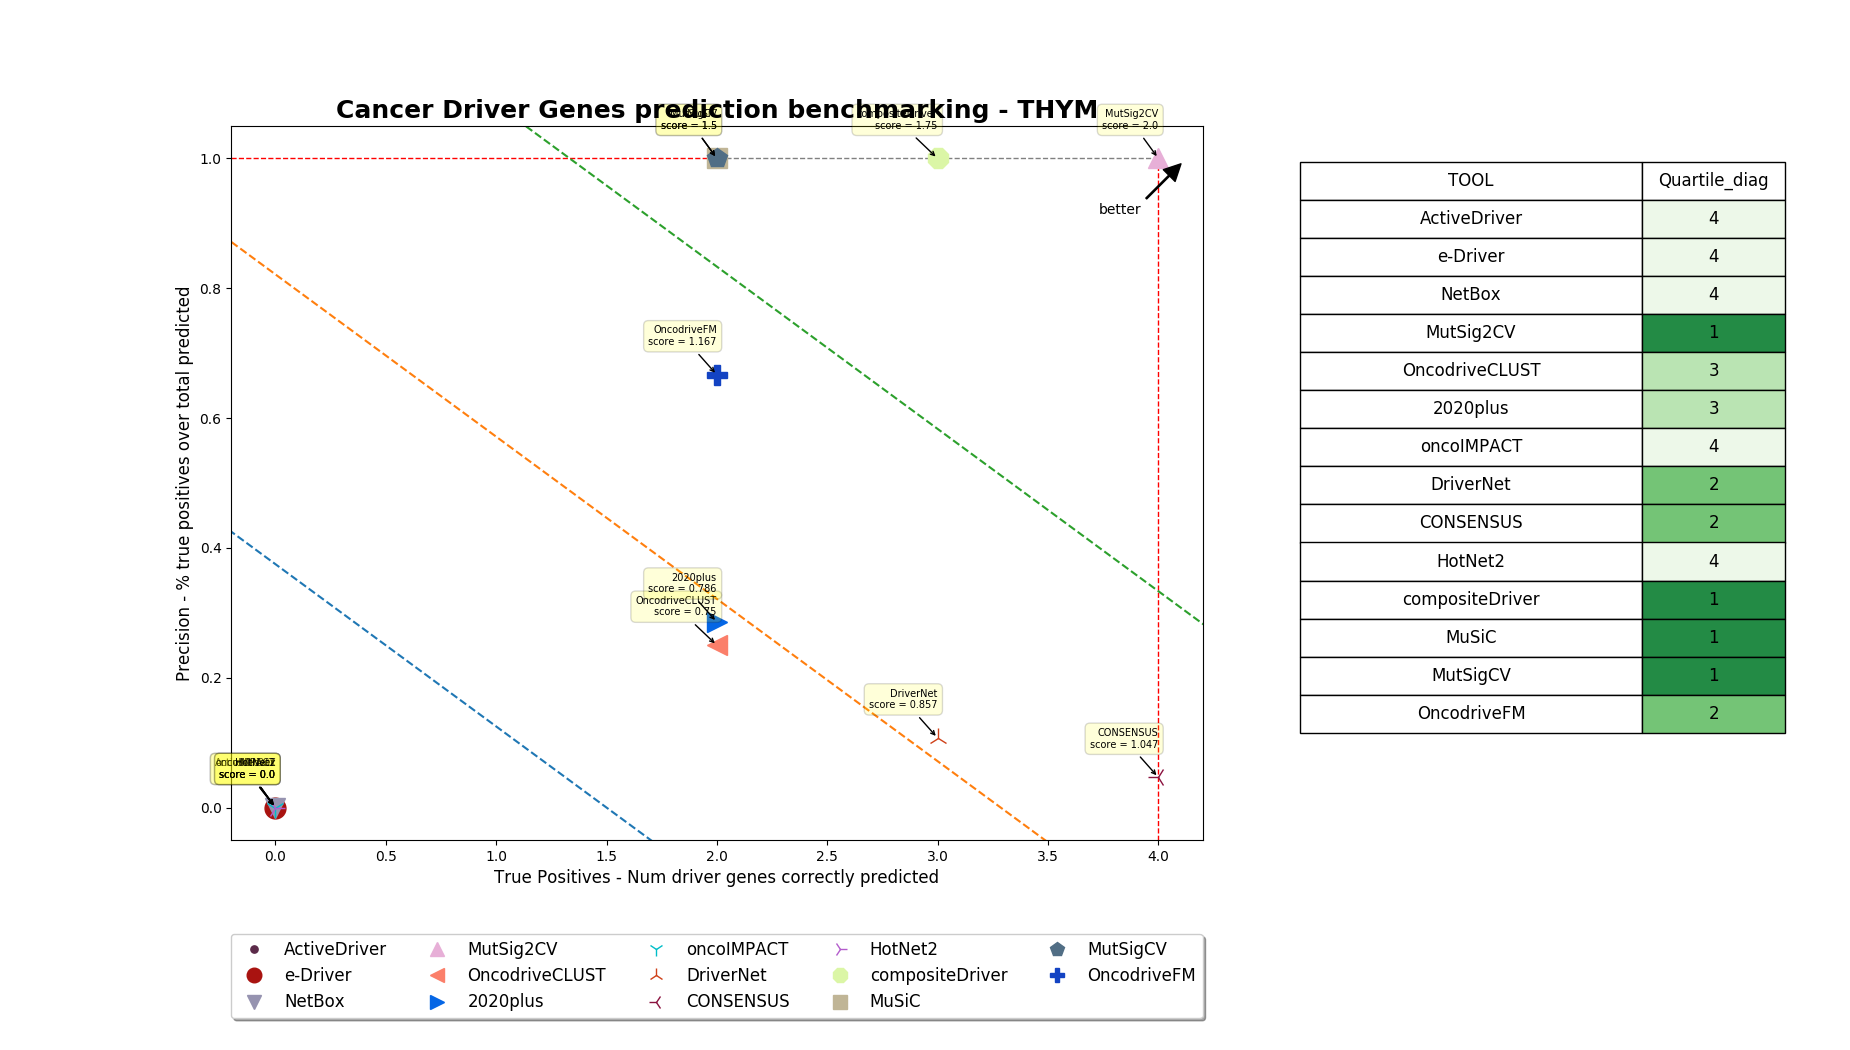 Cancer Driver Genes prediction benchmarking - THYM
score = 1.5
compositeDriver
score = 1.75
MutSig2CV
score = 2.0
better
OncodriveFM
score = 1.167
2020plus
score = 0.786
OncodriveCLUST
score = 0.75
DriverNet
score = 0.857
CONSENSUS
score = 1.047
score = 0.0
Precision - % true positives over total predicted
1.0
0.8
0.6
0.4
0.2
0.0
0.0 0.5 1.0 1.5 2.0 2.5 3.0 3.5 4.0
True Positives - Num driver genes correctly predicted
ActiveDriver MutSig2CV oncoIMPACT HotNet2 MutSigCV
e-Driver OncodriveCLUST DriverNet compositeDriver OncodriveFM
NetBox 2020plus CONSENSUS MuSiC
TOOL Quartile_diag
ActiveDriver 4
e-Driver 4
NetBox 4
MutSig2CV 1
OncodriveCLUST 3
2020plus 3
oncoIMPACT 4
DriverNet 2
CONSENSUS 2
HotNet2 4
compositeDriver 1
MuSiC 1
MutSigCV 1
OncodriveFM 2